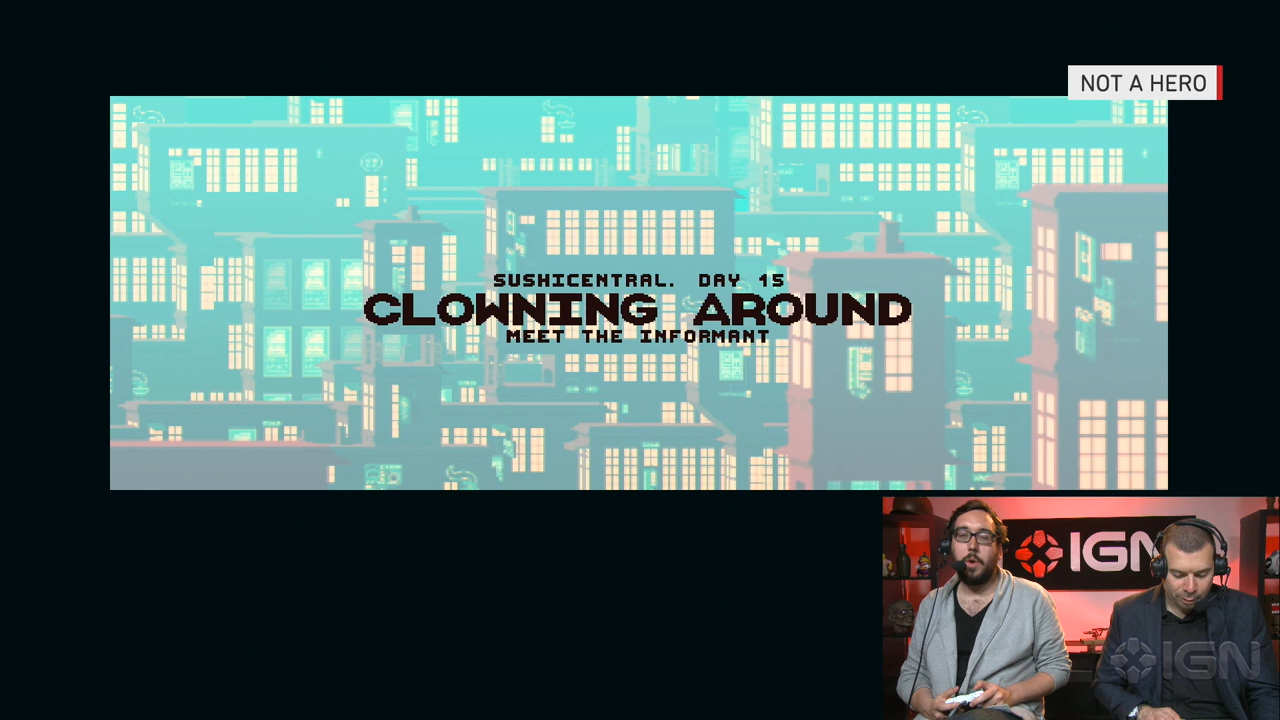 NOT A HERO
SUSHICENTRAL. DAY 15
CLOWNING AROUND
MEET THE INFORMANT
IGN
IGN